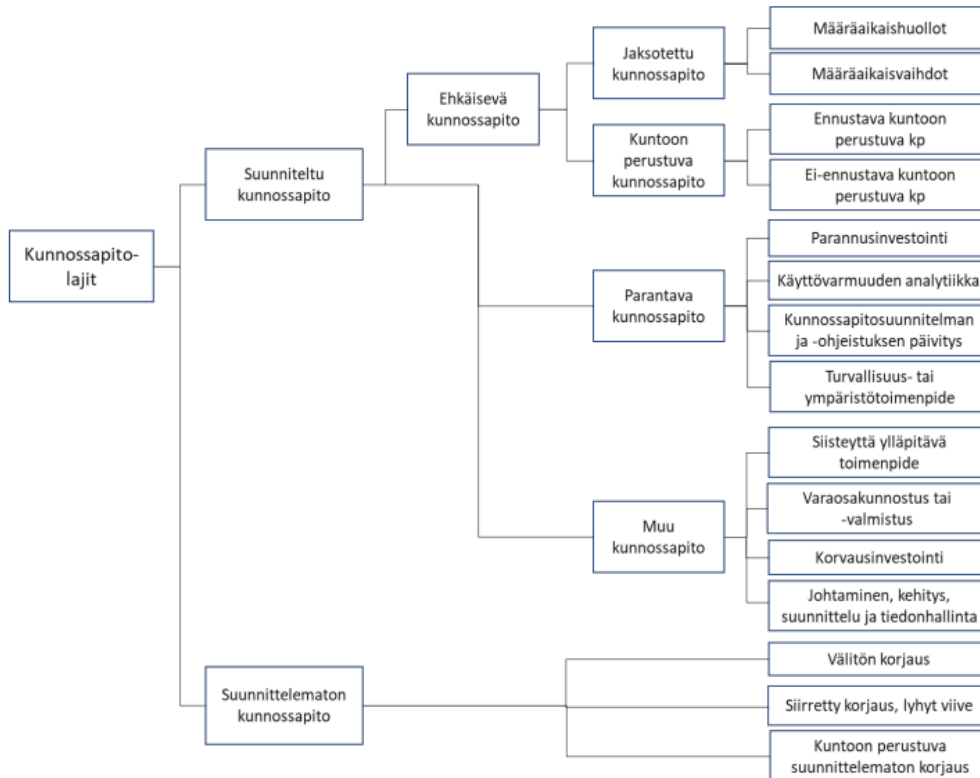 Kunnossapito-
lajit
Suunniteltu
kunnossapito
Ehkäisevä
kunnossapito
Jaksotettu
kunnossapito
Määräaikaishuollot
Määräaikaisvaihdot
Kuntoon
perustuva
kunnossapito
Ennustava kuntoon
perustuva kp
Ei-ennustava kuntoon
perustuva kp
Parantava
kunnossapito
Parannusinvestointi
Käyttövarmuuden analytiikka
Kunnossapitosuunnitelman
ja -ohjeistuksen päivitys
Turvallisuus- tai
ympäristötoimenpide
Muu
kunnossapito
Siisteyttä ylläpitävä
toimenpide
Varaosakunnostus tai
-valmistus
Korvausinvestointi
Johtaminen, kehitys,
suunnittelu ja tiedonhallinta
Suunnittelematon
kunnossapito
Välitön korjaus
Siirretty korjaus, lyhyt viive
Kuntoon perustuva
suunnittelematon korjaus